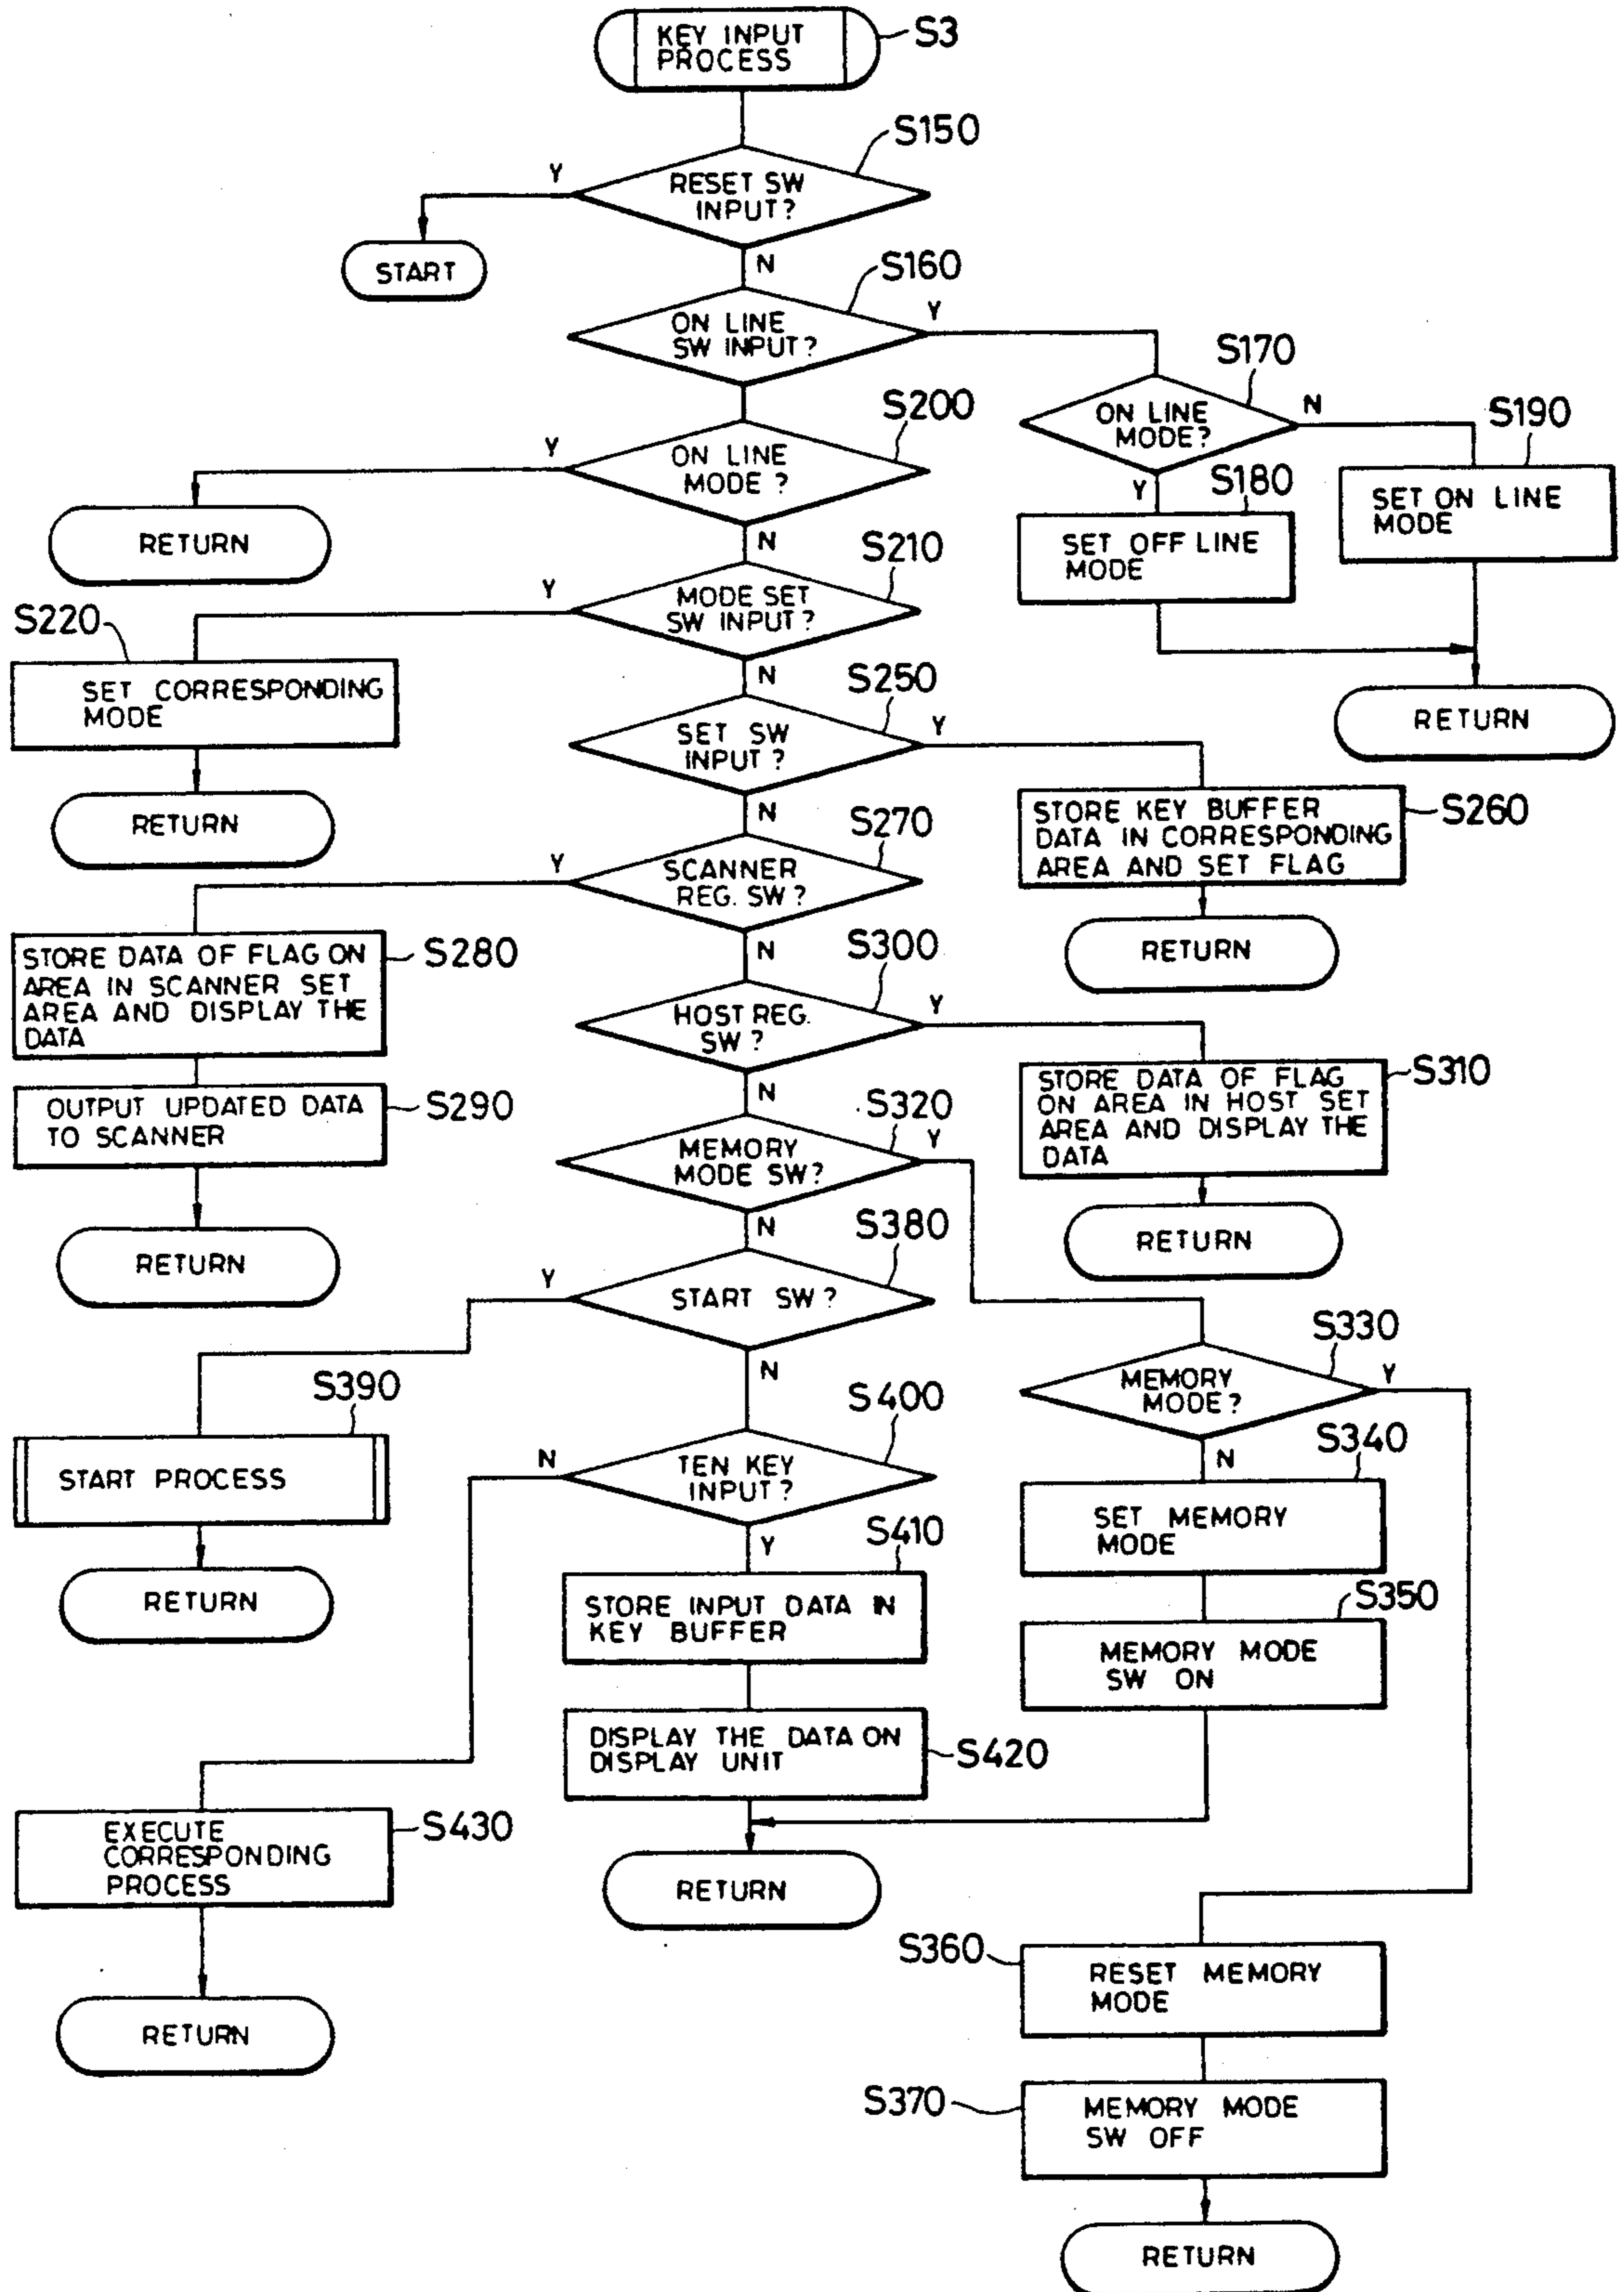 KEY INPUT
PROCESS
S3
S150
Y
RESET SW
INPUT?
START
N
S160
ON LINE
SW INPUT?
Y
S170
ON LINE
MODE?
N
S190
S200
Y
ON LINE
MODE?
Y
S180
SET ON LINE
MODE
RETURN
N
S210
SET OFF LINE
MODE
Y
MODE SET
SW INPUT?
S220
SET CORRESPONDING
MODE
N
S250
RETURN
SET SW
INPUT?
Y
RETURN
N
S270
STORE KEY BUFFER
DATA IN CORRESPONDING
AREA AND SET FLAG
S260
Y
SCANNER
REG. SW?
RETURN
STORE DATA OF FLAG ON
AREA IN SCANNER SET
AREA AND DISPLAY THE
DATA
S280
N
S300
HOST REG.
SW?
Y
OUTPUT UPDATED DATA
TO SCANNER
S290
N
S320
STORE DATA OF FLAG
ON AREA IN HOST SET
AREA AND DISPLAY THE
DATA
S310
MEMORY
MODE SW?
Y
RETURN
RETURN
N
S380
Y
START SW?
S330
MEMORY
MODE?
Y
N
S390
START PROCESS
S400
N
TEN KEY
INPUT?
N
S340
SET MEMORY
MODE
Y
S410
RETURN
STORE INPUT DATA IN
KEY BUFFER
S350
MEMORY MODE
SW ON
DISPLAY THE DATA ON
DISPLAY UNIT
S420
EXECUTE
CORRESPONDING
PROCESS
S430
RETURN
S360
RESET MEMORY
MODE
RETURN
S370
MEMORY MODE
SW OFF
RETURN